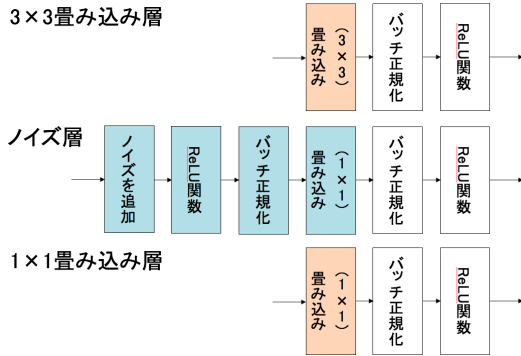 3×3畳み込み層
畳み込み
(3×3)
バッチ正規化
ReLU関数
ノイズ層
ノイズを追加
ReLU関数
バッチ正規化
畳み込み
(1×1)
バッチ正規化
ReLU関数
1×1畳み込み層
畳み込み
(1×1)
バッチ正規化
ReLU関数